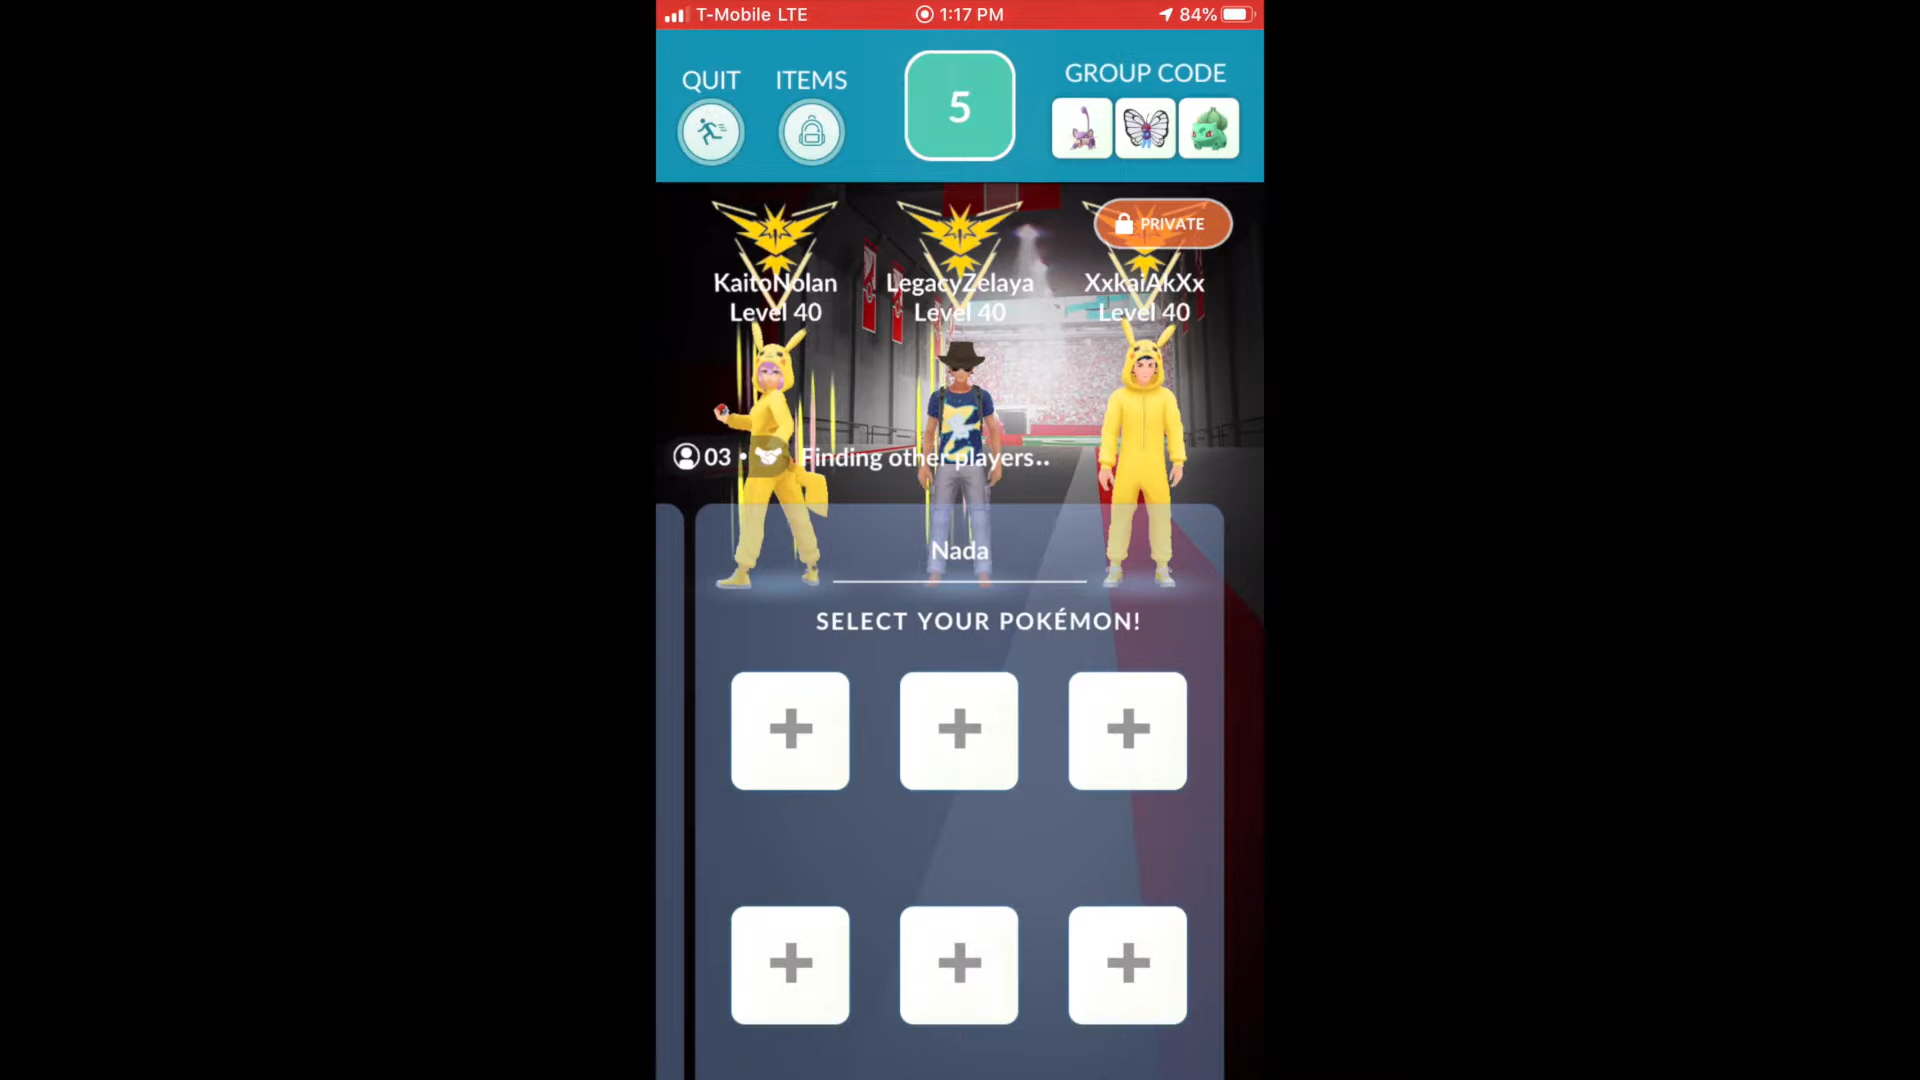 T-Mobile LTE
1:17 PM
84%
QUIT
ITEMS
5
GROUP CODE
PRIVATE
KaitoNolan
Level 40
LegacyZelaya
Level 40
XxkaiAkXx
Level 40
03 • Finding other players..
Nada
SELECT YOUR POKÉMON!